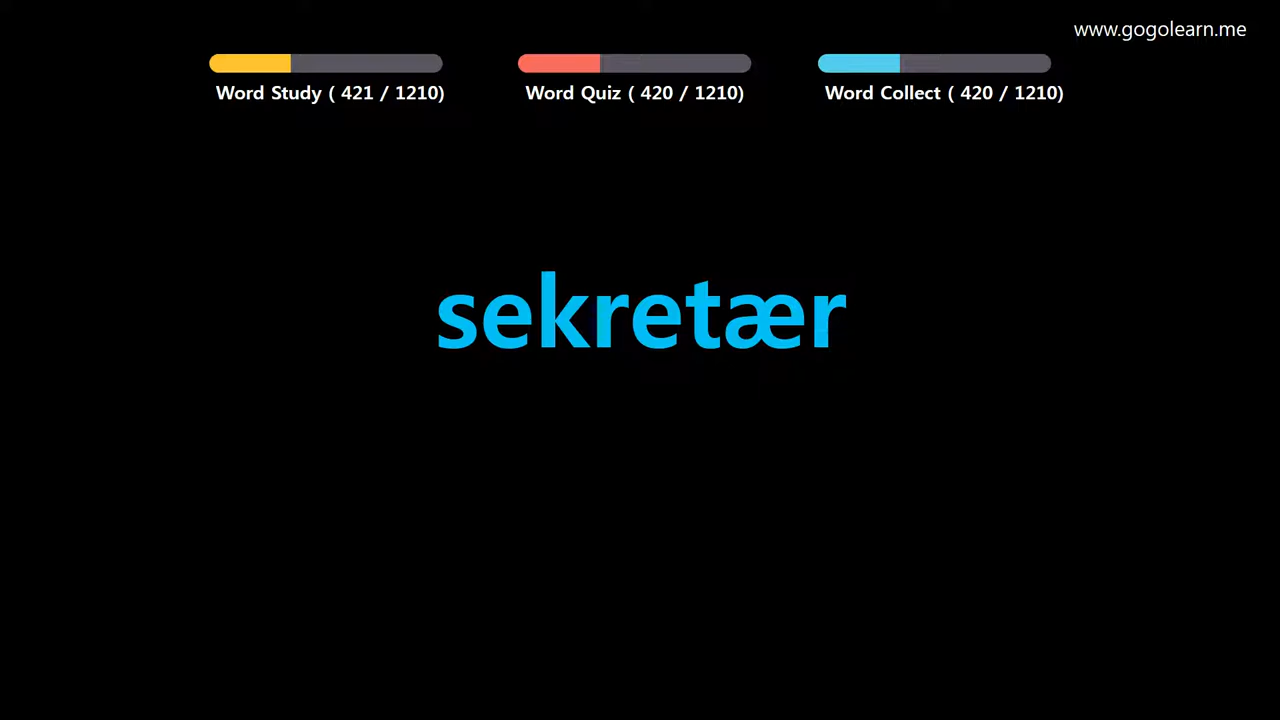 www.gogolearn.me
Word Study ( 421 / 1210)
Word Quiz ( 420 / 1210)
Word Collect ( 420 / 1210)
sekretær